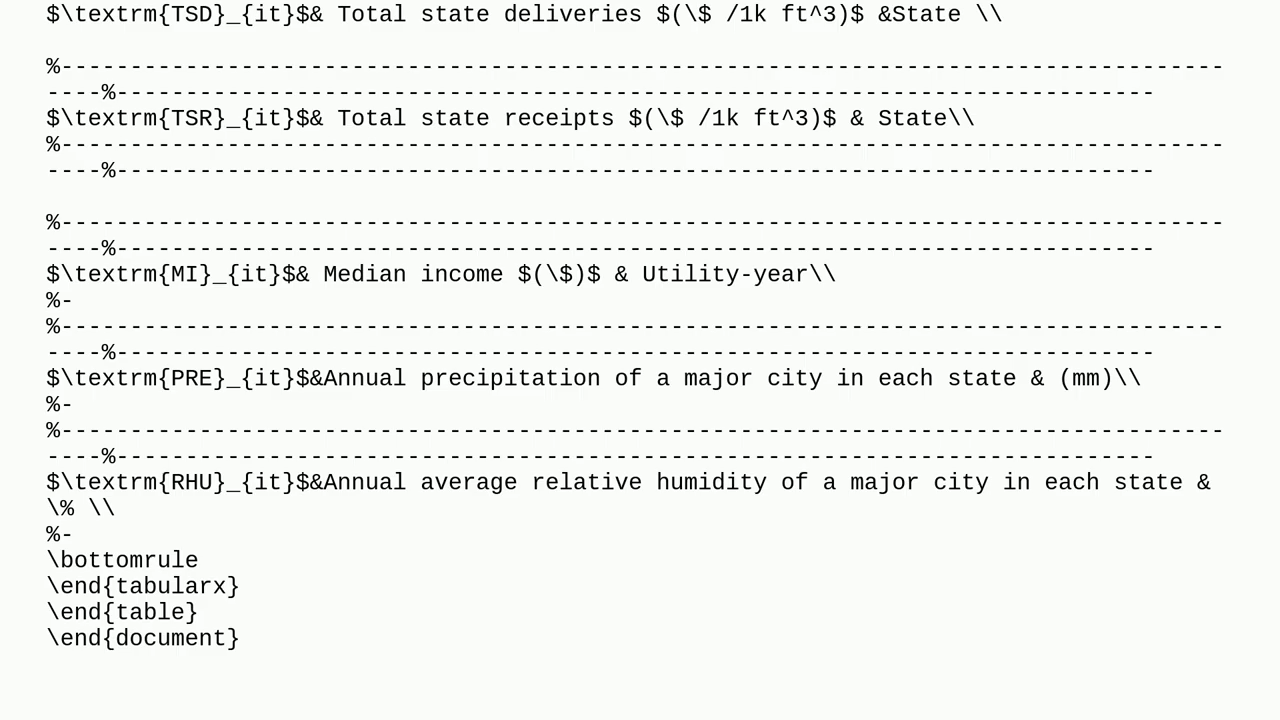 $\textrm{TSD}_{it}$& Total state deliveries $(\$ /1k ft^3)$ &State \\
%------------------------------------------------------------------------------------
----%---------------------------------------------------------------------------
$\textrm{TSR}_{it}$& Total state receipts $(\$ /1k ft^3)$ & State\\
%------------------------------------------------------------------------------------
----%---------------------------------------------------------------------------
%------------------------------------------------------------------------------------
----%---------------------------------------------------------------------------
$\textrm{MI}_{it}$& Median income $(\$)$ & Utility-year\\
%-
%------------------------------------------------------------------------------------
----%---------------------------------------------------------------------------
$\textrm{PRE}_{it}$&Annual precipitation of a major city in each state & (mm)\\
%-
%------------------------------------------------------------------------------------
----%---------------------------------------------------------------------------
$\textrm{RHU}_{it}$&Annual average relative humidity of a major city in each state &
\% \\
%-
\bottomrule
\end{tabularx}
\end{table}
\end{document}